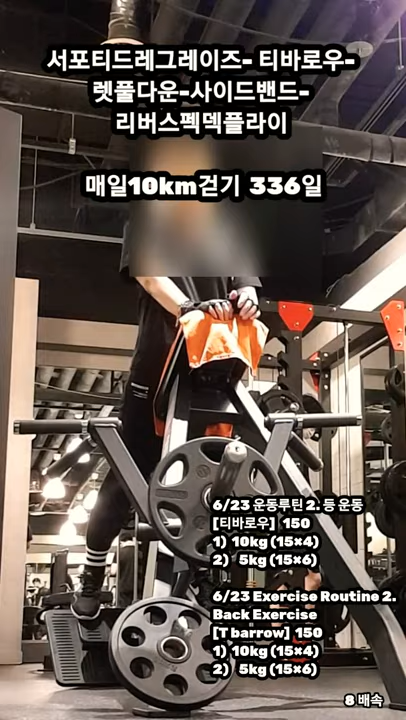 서포티드레그레이즈- 티바로우-
렛풀다운-사이드밴드-
리버스펙덱플라이
매일10km걷기 336일
6/23 운동루틴 2. 등 운동
[티바로우] 150
1) 10kg (15×4)
2) 5kg (15×6)
6/23 Exercise Routine 2.
Back Exercise
[T barrow] 150
1) 10kg (15×4)
2) 5kg (15×6)
8 배속